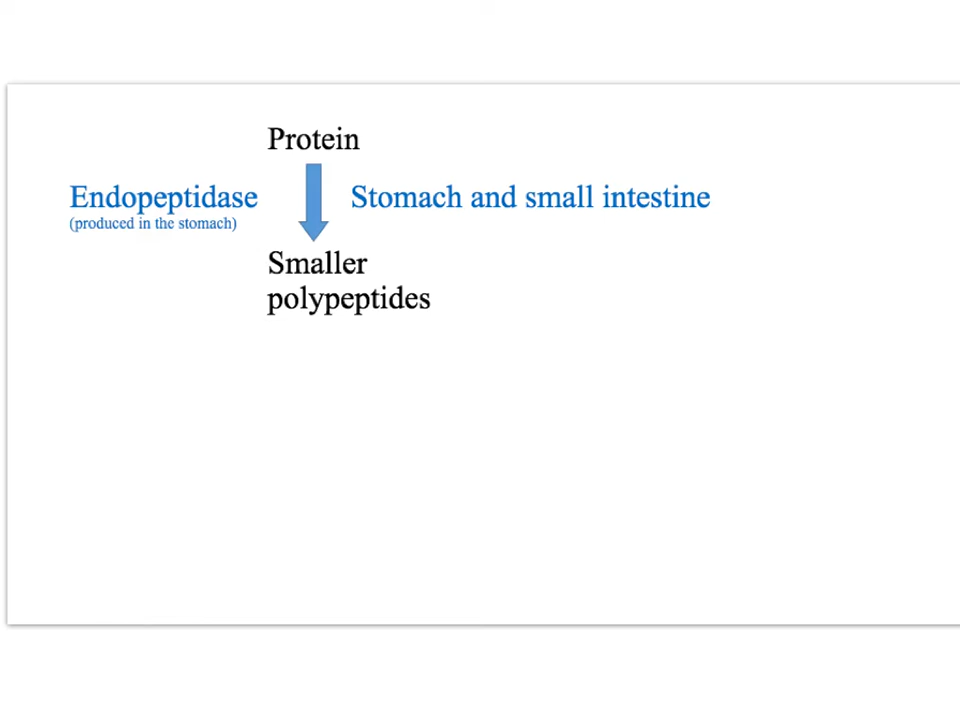 Protein
Endopeptidase
(produced in the stomach)
Stomach and small intestine
Smaller
polypeptides